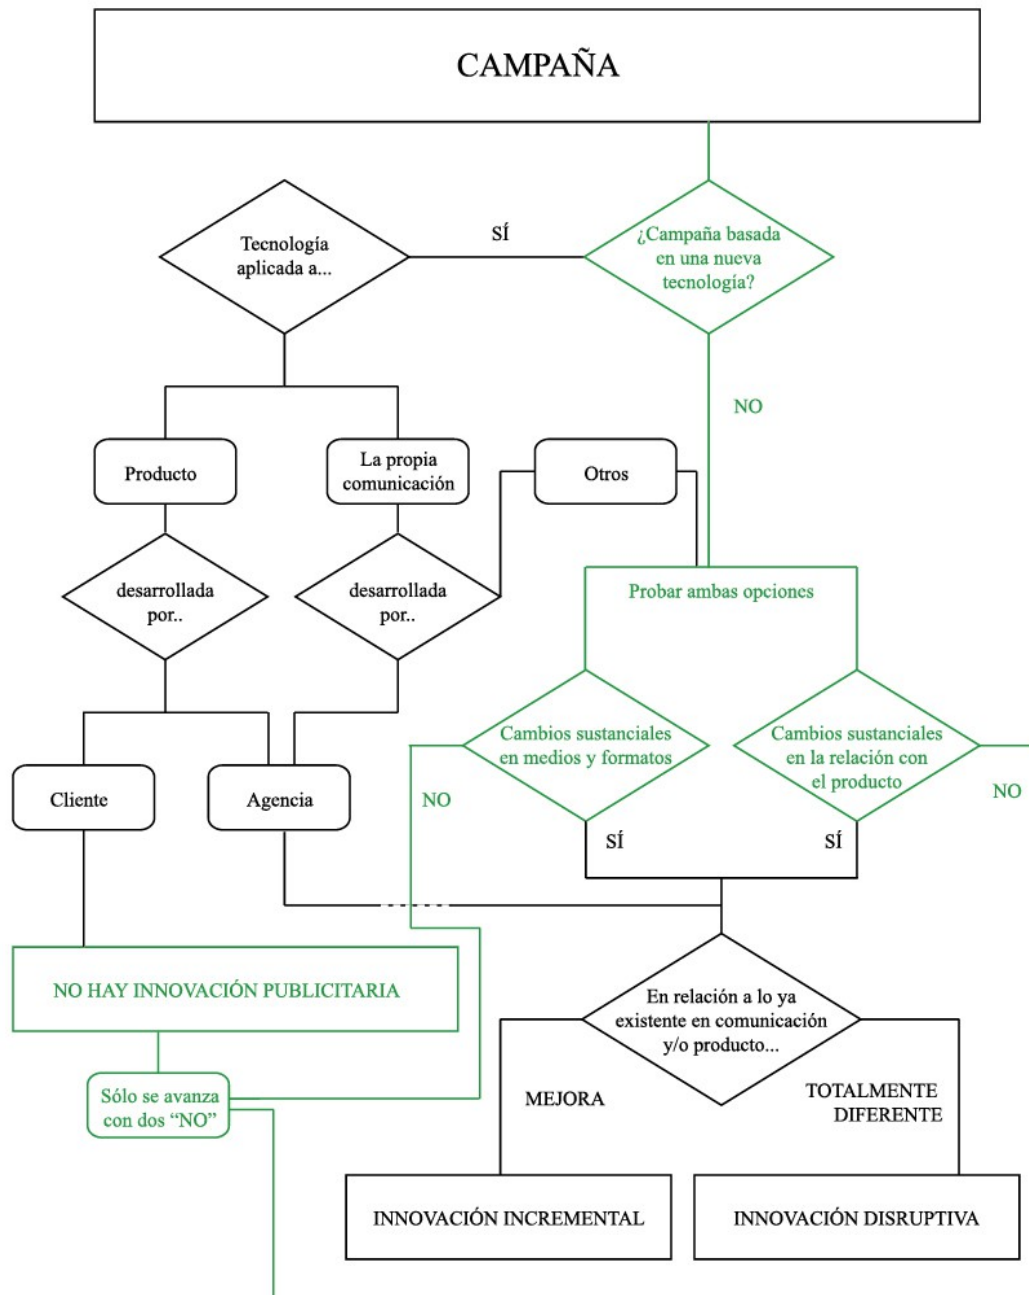 CAMPAÑA
¿Campaña basada
en una nueva
tecnología?
SÍ
Tecnología
aplicada a...
NO
Producto
La propia
comunicación
Otros
desarrollada
por..
desarrollada
por..
Probar ambas opciones
Cambios sustanciales
en medios y formatos
Cambios sustanciales
en la relación con
el producto
Cliente
Agencia
NO
NO
SÍ
SÍ
NO HAY INNOVACIÓN PUBLICITARIA
En relación a lo ya
existente en comunicación
y/o producto...
Sólo se avanza
con dos “NO”
MEJORA
TOTALMENTE
DIFERENTE
INNOVACIÓN INCREMENTAL
INNOVACIÓN DISRUPTIVA